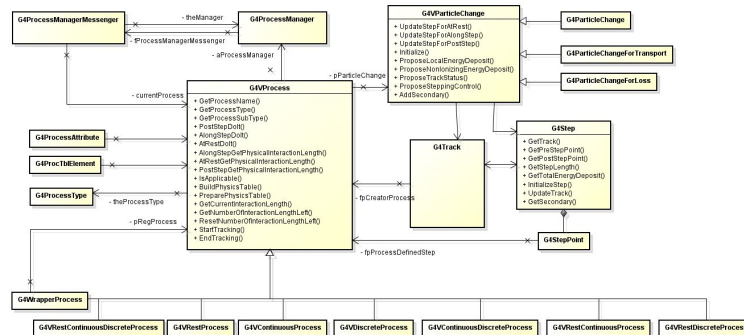 G4ProcessManagerMessenger
- theManager
- fProcessManagerMessenger
G4ProcessManager
- aProcessManager
- currentProcess
G4VParticleChange
+ UpdateStepForAtRest()
+ UpdateStepForAlongStep()
+ UpdateStepForPostStep()
+ Initialize()
+ ProposeLocalEnergyDeposit()
+ ProposeNonIonizingEnergyDeposit()
+ ProposeTrackStatus()
+ ProposeSteppingControl()
+ AddSecondary()
G4ParticleChange
G4ParticleChangeForTransport
G4ParticleChangeForLoss
- pParticleChange
G4VProcess
+ GetProcessName()
+ GetProcessType()
+ GetProcessSubType()
+ PostStepDoIt()
+ AlongStepDoIt()
+ AtRestDoIt()
+ AlongStepGetPhysicalInteractionLength()
+ AtRestGetPhysicalInteractionLength()
+ PostStepGetPhysicalInteractionLength()
+ IsApplicable()
+ BuildPhysicsTable()
+ PreparePhysicsTable()
+ GetCurrentInteractionLength()
+ GetNumberOfInteractionLengthLeft()
+ ResetNumberOfInteractionLengthLeft()
+ StartTracking()
+ EndTracking()
G4ProcessAttribute
G4ProcTblElement
G4ProcessType
- theProcessType
- pRegProcess
G4Track
- fpCreatorProcess
G4Step
+ GetTrack()
+ GetPreStepPoint()
+ GetPostStepPoint()
+ GetStepLength()
+ GetTotalEnergyDeposit()
+ InitializeStep()
+ UpdateTrack()
+ GetSecondary()
G4StepPoint
- fpProcessDefinedStep
G4WrapperProcess
G4VRestContinuousDiscreteProcess
G4VRestProcess
G4VContinuousProcess
G4VDiscreteProcess
G4VContinuousDiscreteProcess
G4VRestContinuousProcess
G4VRestDiscreteProcess